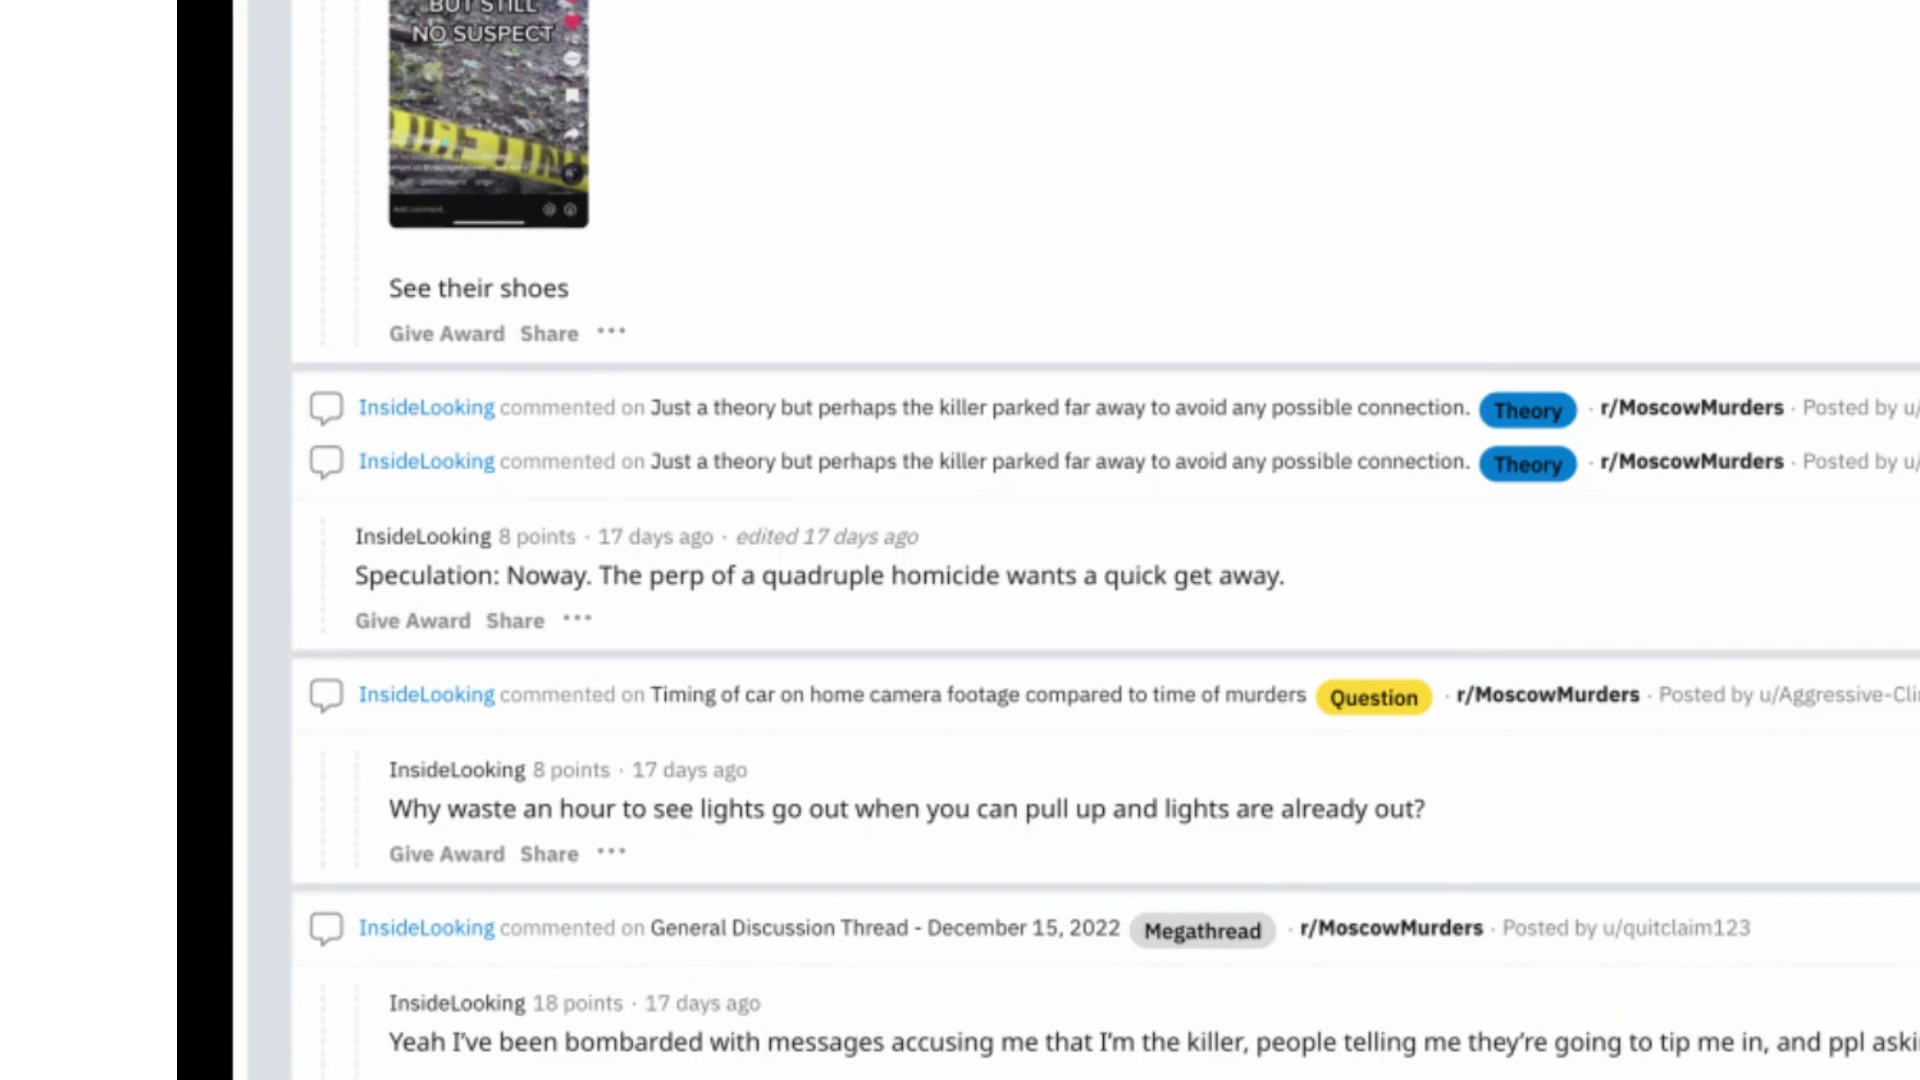 BUT STILL
NO SUSPECT
Add comment...
See their shoes
Give Award Share •••
InsideLooking commented on Just a theory but perhaps the killer parked far away to avoid any possible connection. Theory · r/MoscowMurders · Posted by u/
InsideLooking commented on Just a theory but perhaps the killer parked far away to avoid any possible connection. Theory · r/MoscowMurders · Posted by u/
InsideLooking 8 points · 17 days ago · edited 17 days ago
Speculation: Noway. The perp of a quadruple homicide wants a quick get away.
Give Award Share •••
InsideLooking commented on Timing of car on home camera footage compared to time of murders Question · r/MoscowMurders · Posted by u/Aggressive-Cli
InsideLooking 8 points · 17 days ago
Why waste an hour to see lights go out when you can pull up and lights are already out?
Give Award Share •••
InsideLooking commented on General Discussion Thread - December 15, 2022 Megathread · r/MoscowMurders · Posted by u/quitclaim123
InsideLooking 18 points · 17 days ago
Yeah I've been bombarded with messages accusing me that I'm the killer, people telling me they're going to tip me in, and ppl aski